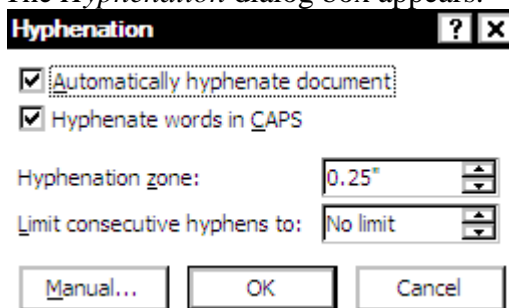 The Hyphenation dialog box appears.
Hyphenation
Automatically hyphenate document
Hyphenate words in CAPS
Hyphenation zone: 0.25"
Limit consecutive hyphens to: No limit
Manual... OK Cancel